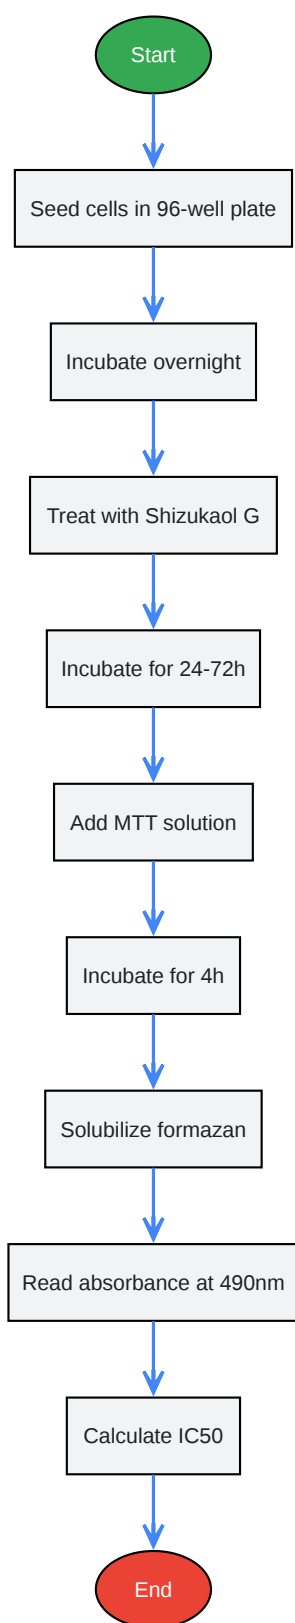 Start
Seed cells in 96-well plate
Incubate overnight
Treat with Shizukaol G
Incubate for 24-72h
Add MTT solution
Incubate for 4h
Solubilize formazan
Read absorbance at 490nm
Calculate IC50
End